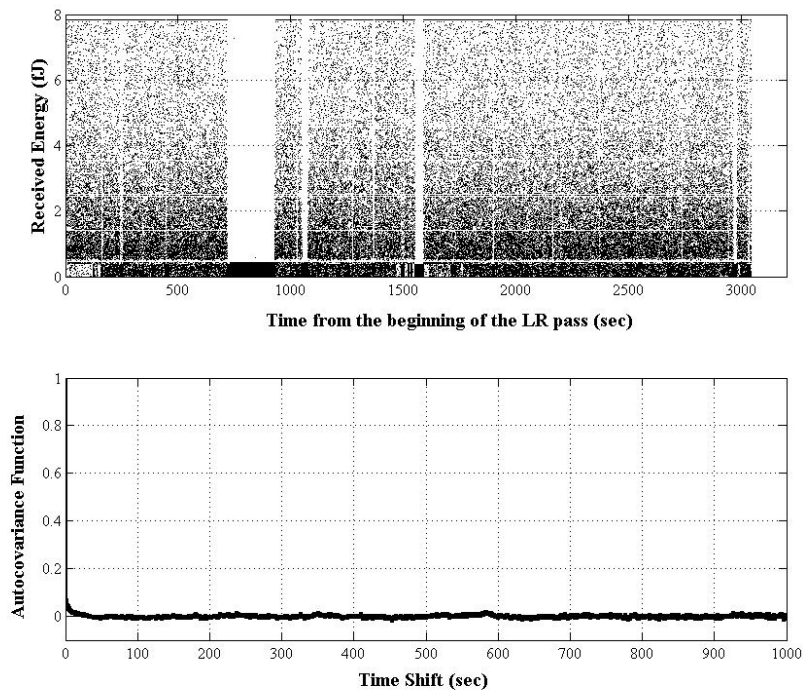 8
6
4
2
0
Received Energy (fJ)
0 500 1000 1500 2000 2500 3000
Time from the beginning of the LR pass (sec)
1
0.8
0.6
0.4
0.2
0
Autocovariance Function
0 100 200 300 400 500 600 700 800 900 1000
Time Shift (sec)